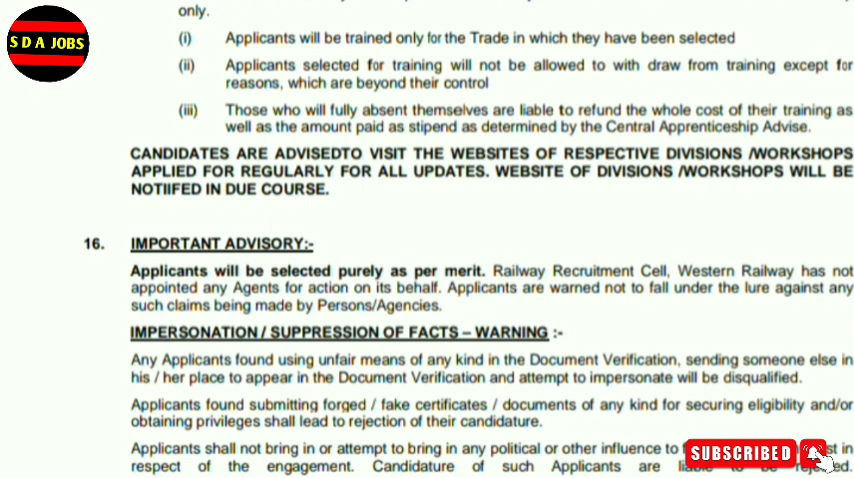 S D A JOBS
only.
(i) Applicants will be trained only for the Trade in which they have been selected
(ii) Applicants selected for training will not be allowed to with draw from training except for
reasons, which are beyond their control
(iii) Those who will fully absent themselves are liable to refund the whole cost of their training as
well as the amount paid as stipend as determined by the Central Apprenticeship Advise.
CANDIDATES ARE ADVISEDTO VISIT THE WEBSITES OF RESPECTIVE DIVISIONS /WORKSHOPS
APPLIED FOR REGULARLY FOR ALL UPDATES. WEBSITE OF DIVISIONS /WORKSHOPS WILL BE
NOTIIFED IN DUE COURSE.
16. IMPORTANT ADVISORY:-
Applicants will be selected purely as per merit. Railway Recruitment Cell, Western Railway has not
appointed any Agents for action on its behalf. Applicants are warned not to fall under the lure against any
such claims being made by Persons/Agencies.
IMPERSONATION / SUPPRESSION OF FACTS – WARNING :-
Any Applicants found using unfair means of any kind in the Document Verification, sending someone else in
his / her place to appear in the Document Verification and attempt to impersonate will be disqualified.
Applicants found submitting forged / fake certificates / documents of any kind for securing eligibility and/or
obtaining privileges shall lead to rejection of their candidature.
Applicants shall not bring in or attempt to bring in any political or other influence to in
respect of the engagement. Candidature of such Applicants are
SUBSCRIBED